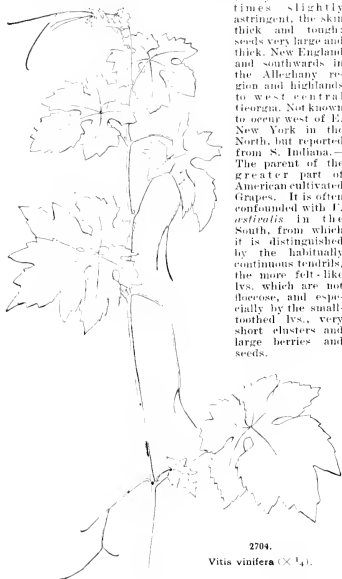 times slightly
astringent, the skin
thick and tough:
seeds very large and
thick. New England
and southwards in
the Alleghany re-
gion and highlands
to west central
Georgia. Not known
to occur west of E.
New York in the
North, but reported
from S. Indiana.—
The parent of the
greater part of
American cultivated
Grapes. It is often
confounded with V.
æstivalis in the
South, from which
it is distinguished
by the habitually
continuous tendrils,
the more felt-like
lvs. which are not
floccose, and espe-
cially by the small-
toothed lvs., very
short clusters and
large berries and
seeds.
2704.
Vitis vinifera (× 1/4).